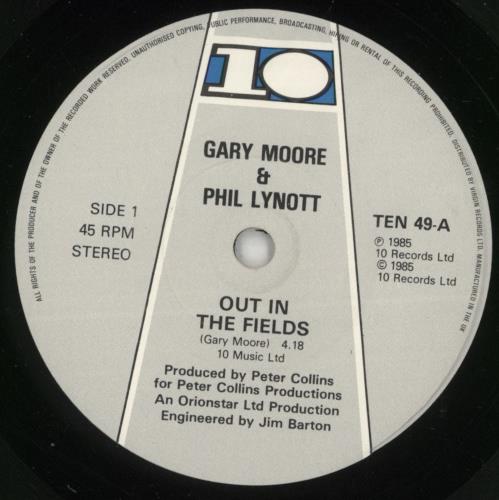 ALL RIGHTS OF THE PRODUCER AND OF THE OWNER OF THE RECORDED WORK RESERVED. UNAUTHORISED COPYING, PUBLIC PERFORMANCE, BROADCASTING, HIRING OR RENTAL OF THIS RECORDING PROHIBITED. DISTRIBUTED BY VIRGIN RECORDS LTD. MANUFACTURED IN THE UK
10
GARY MOORE
&
PHIL LYNOTT
SIDE 1
45 RPM
STEREO
TEN 49-A
℗ 1985
10 Records Ltd
© 1985
10 Records Ltd
OUT IN
THE FIELDS
(Gary Moore) 4.18
10 Music Ltd
Produced by Peter Collins
for Peter Collins Productions
An Orionstar Ltd Production
Engineered by Jim Barton